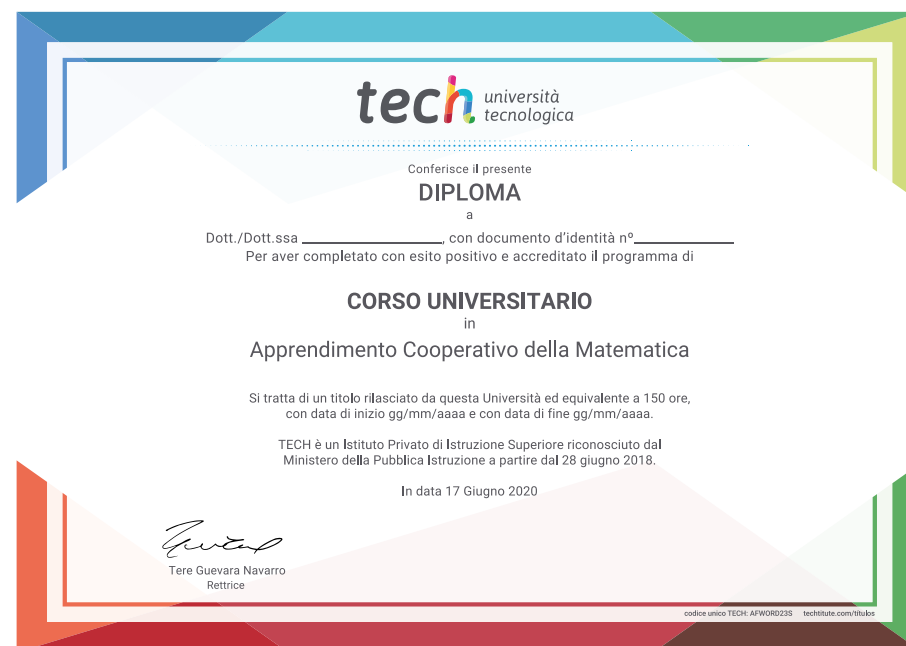 tech università
tecnologica
Conferisce il presente
DIPLOMA
a
Dott./Dott.ssa ____________________, con documento d'identità nº______________
Per aver completato con esito positivo e accreditato il programma di
CORSO UNIVERSITARIO
in
Apprendimento Cooperativo della Matematica
Si tratta di un titolo rilasciato da questa Università ed equivalente a 150 ore,
con data di inizio gg/mm/aaaa e con data di fine gg/mm/aaaa.
TECH è un Istituto Privato di Istruzione Superiore riconosciuto dal
Ministero della Pubblica Istruzione a partire dal 28 giugno 2018.
In data 17 Giugno 2020
Tere Guevara Navarro
Rettrice
codice unico TECH: AFWORD23S techtitute.com/títulos